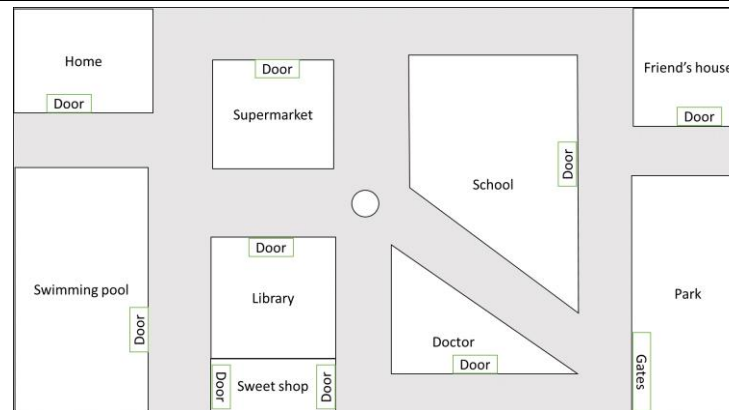 Home
Door
Door
Supermarket
School
Door
Friend's house
Door
Swimming pool
Door
Door
Library
Door
Sweet shop
Door
Doctor
Door
Park
Gates